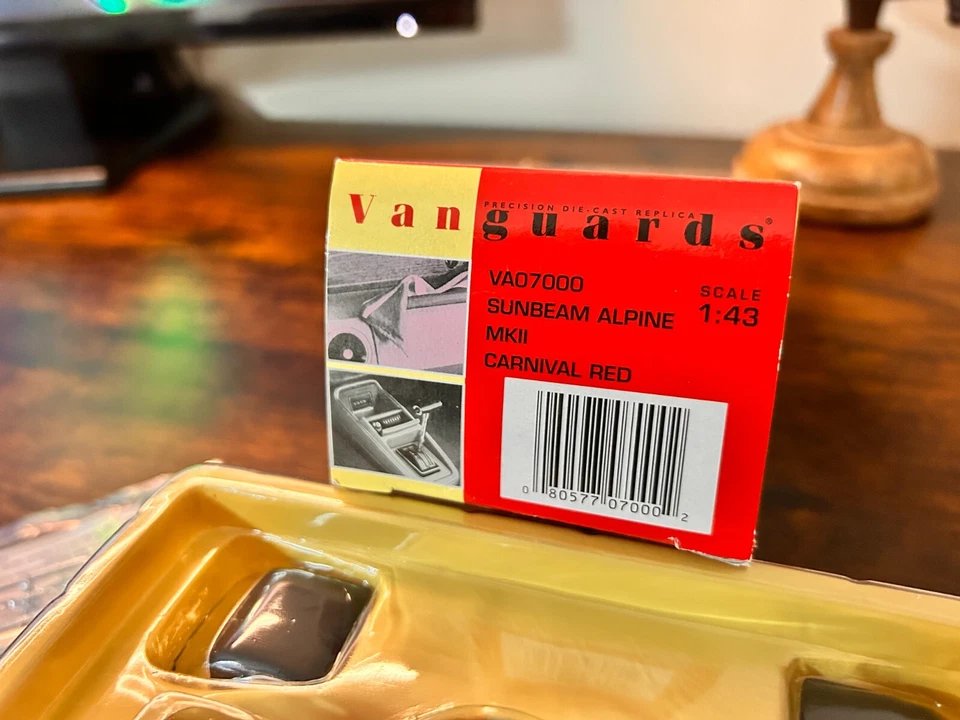 Vanguards®
PRECISION DIE-CAST REPLICA
VA07000
SUNBEAM ALPINE
MKII
CARNIVAL RED
SCALE
1:43
0 80577 07000 2